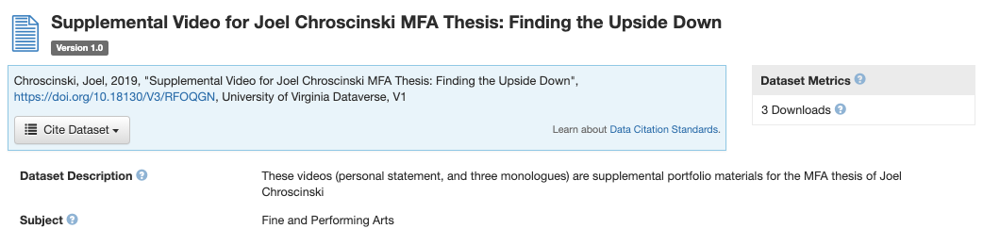 Supplemental Video for Joel Chroscinski MFA Thesis: Finding the Upside Down
Version 1.0
Chroscinski, Joel, 2019, "Supplemental Video for Joel Chroscinski MFA Thesis: Finding the Upside Down",
https://doi.org/10.18130/V3/RFOQGN, University of Virginia Dataverse, V1
Cite Dataset
Learn about Data Citation Standards.
Dataset Metrics ?
3 Downloads ?
Dataset Description ?
These videos (personal statement, and three monologues) are supplemental portfolio materials for the MFA thesis of Joel
Chroscinski
Subject ?
Fine and Performing Arts